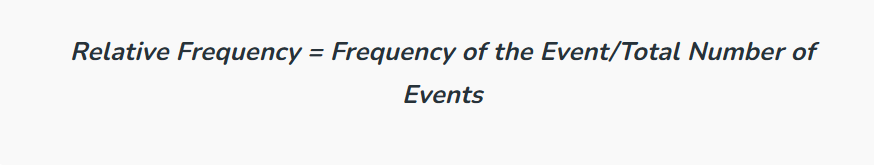 Relative Frequency = Frequency of the Event/Total Number of
Events